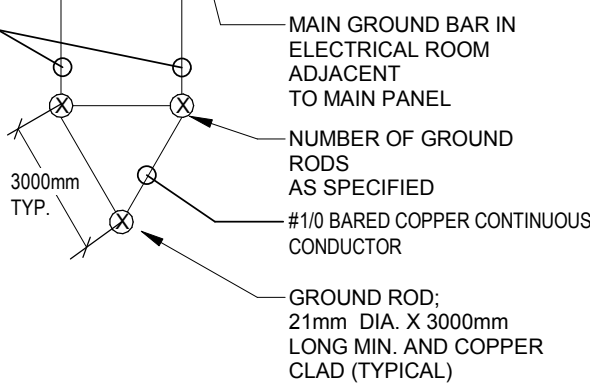 MAIN GROUND BAR IN
ELECTRICAL ROOM
ADJACENT
TO MAIN PANEL
X X
NUMBER OF GROUND
RODS
AS SPECIFIED
3000mm
TYP.
X
#1/0 BARED COPPER CONTINUOUS
CONDUCTOR
GROUND ROD;
21mm DIA. X 3000mm
LONG MIN. AND COPPER
CLAD (TYPICAL)